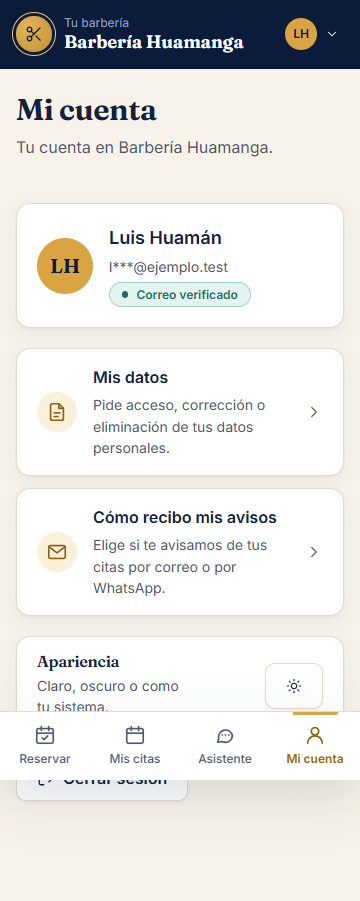 Tu barbería
Barbería Huamanga
LH
Mi cuenta
Tu cuenta en Barbería Huamanga.
LH
Luis Huamán
l***@ejemplo.test
Correo verificado
Mis datos
Pide acceso, corrección o
eliminación de tus datos
personales.
Cómo recibo mis avisos
Elige si te avisamos de tus
citas por correo o por
WhatsApp.
Apariencia
Claro, oscuro o como
tu sistema.
Reservar
Mis citas
Asistente
Mi cuenta
Cerrar sesión